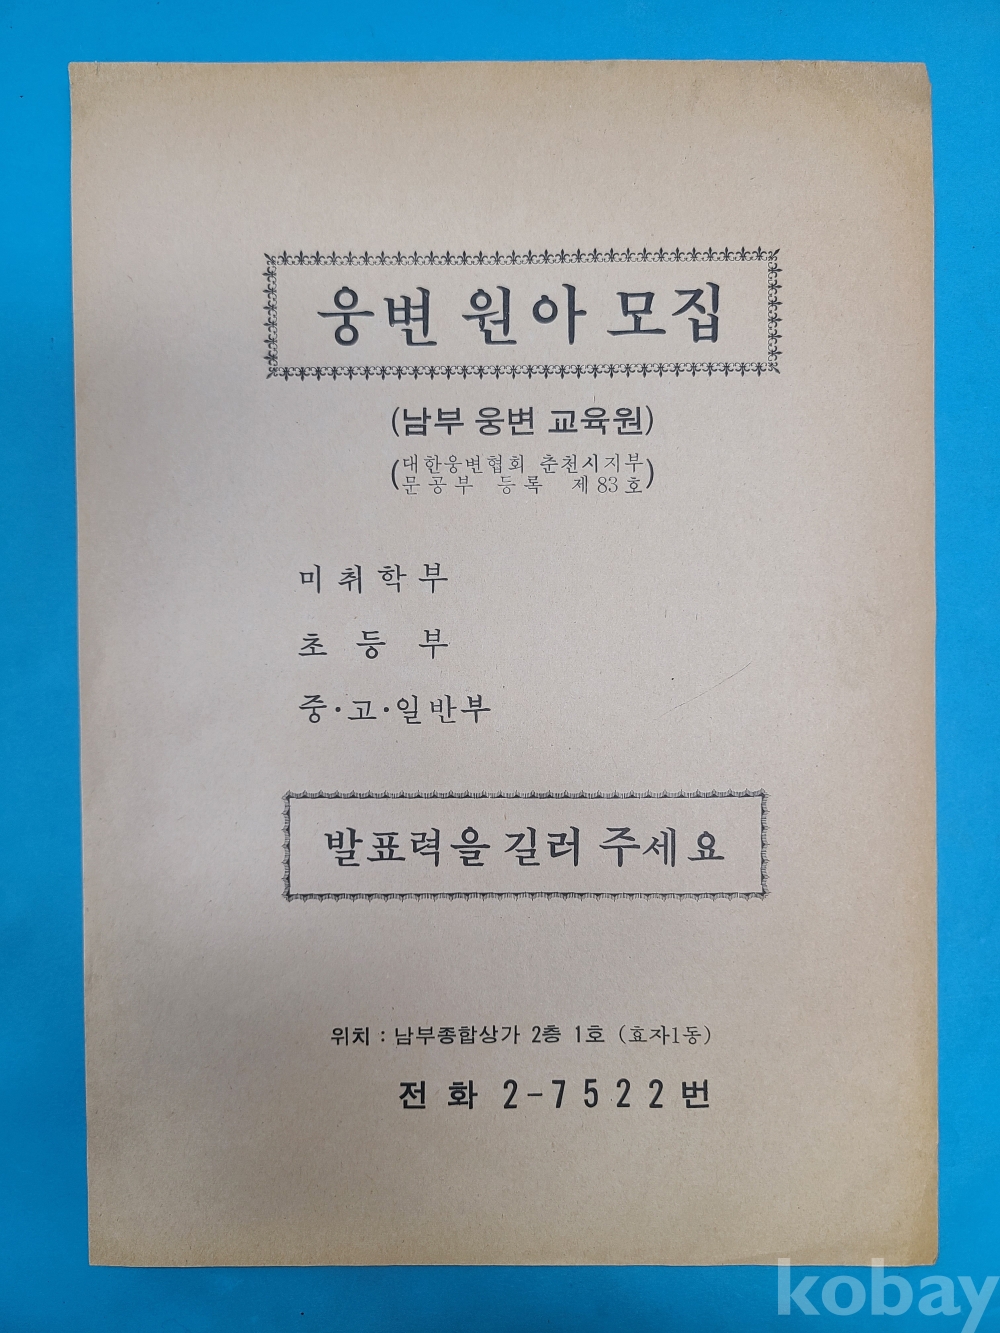 웅변 원아 모집
(남부 웅변 교육원)
(대한웅변협회 춘천시지부
문공부 등록 제83호)
미취학부
초등부
중·고·일반부
발표력을 길러 주세요
위치 : 남부종합상가 2층 1호 (효자1동)
전화 2-7522번
kobay